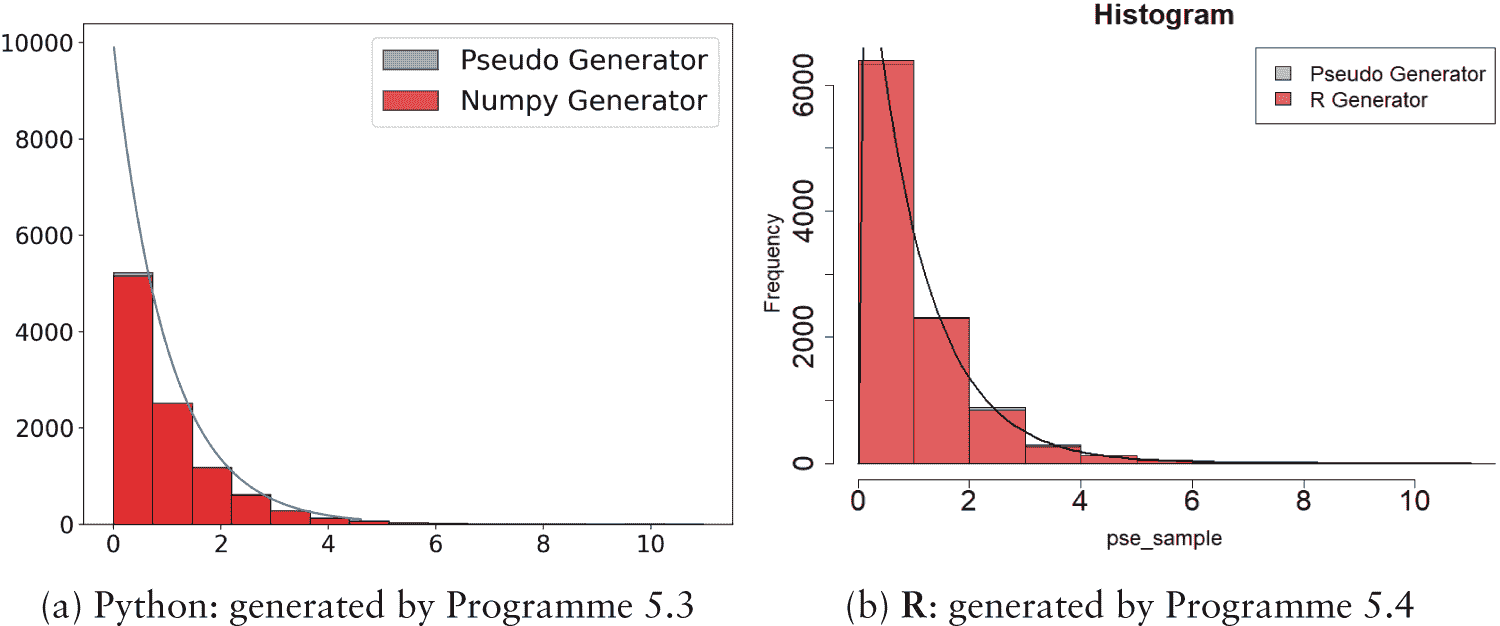 10000
8000
6000
4000
2000
0
0 2 4 6 8 10
Pseudo Generator
Numpy Generator
(a) Python: generated by Programme 5.3
Histogram
Frequency
6000
4000
2000
0
0 2 4 6 8 10
pse_sample
Pseudo Generator
R Generator
(b) R: generated by Programme 5.4